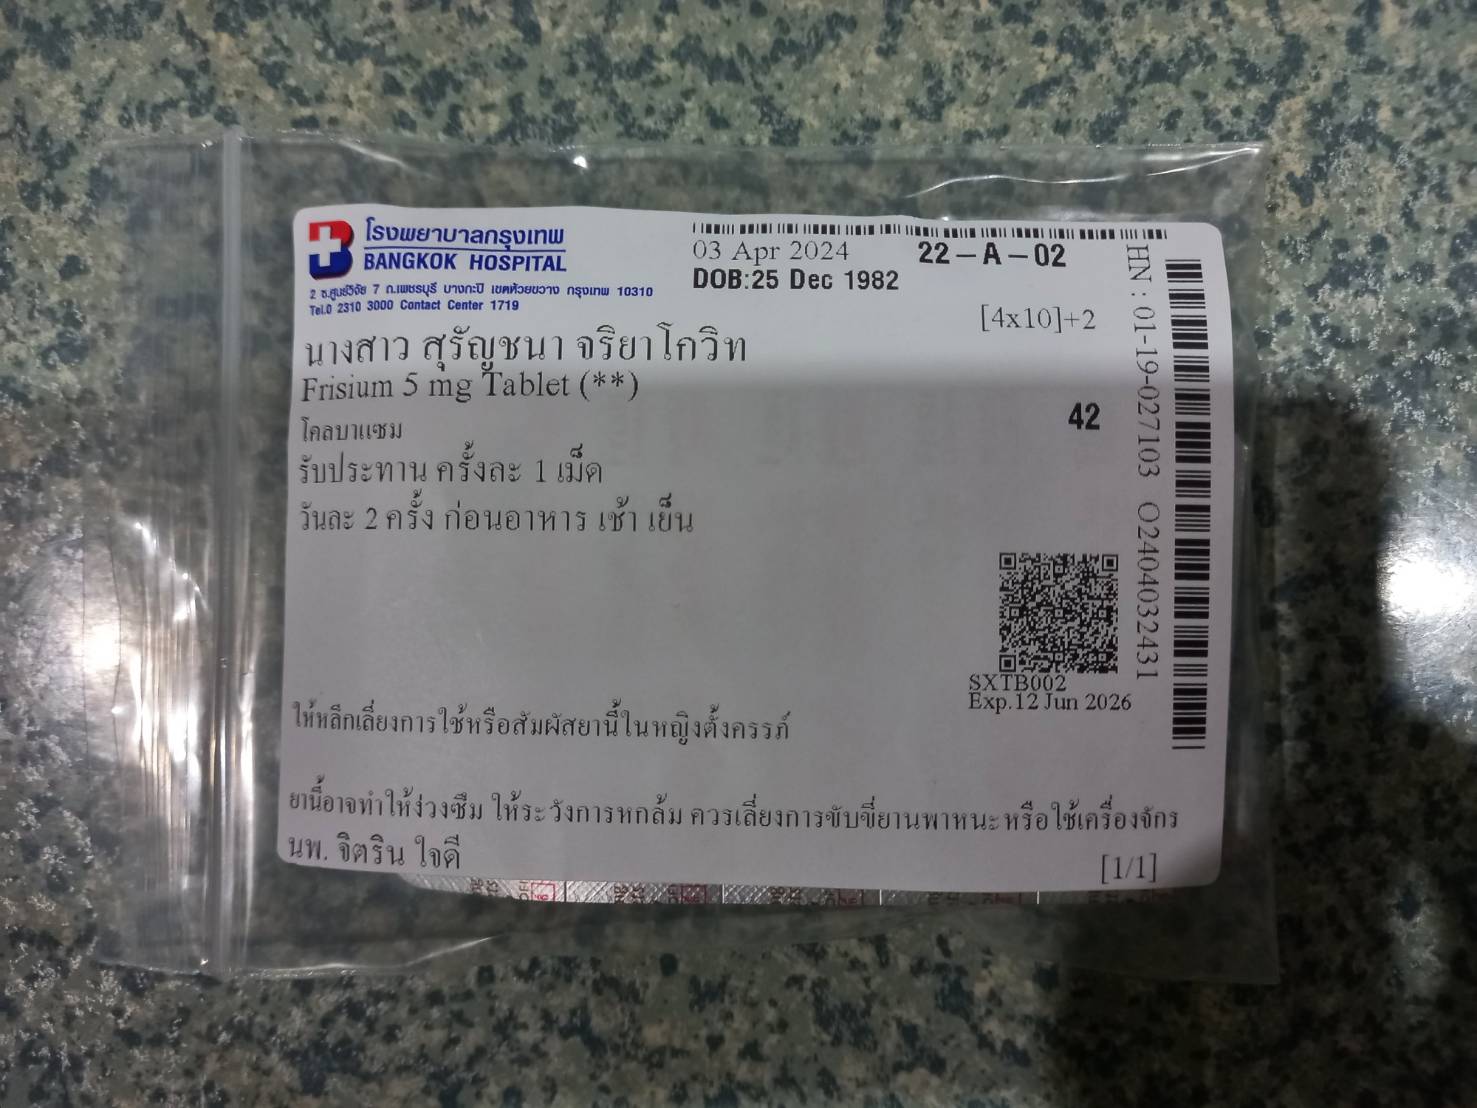 โรงพยาบาลกรุงเทพ
BANGKOK HOSPITAL
2 ซ.ศูนย์วิจัย 7 ถ.เพชรบุรี บางกะปิ เขตห้วยขวาง กรุงเทพ 10310
Tel.0 2310 3000 Contact Center 1719
03 Apr 2024
22-A-02
DOB:25 Dec 1982
[4x10]+2
นางสาว สุรัญชนา จริยาโกวิท
Frisium 5 mg Tablet (**)
42
โคลบาแซม
รับประทาน ครั้งละ 1 เม็ด
วันละ 2 ครั้ง ก่อนอาหาร เช้า เย็น
HN : 01-19-027103 O2404032431
SXTB002
Exp.12 Jun 2026
ให้หลีกเลี่ยงการใช้หรือสัมผัสยานี้ในหญิงตั้งครรภ์
ยานี้อาจทำให้ง่วงซึม ให้ระวังการหกล้ม ควรเลี่ยงการขับขี่ยานพาหนะหรือใช้เครื่องจักร
นพ. จิตริน ใจดี
[1/1]